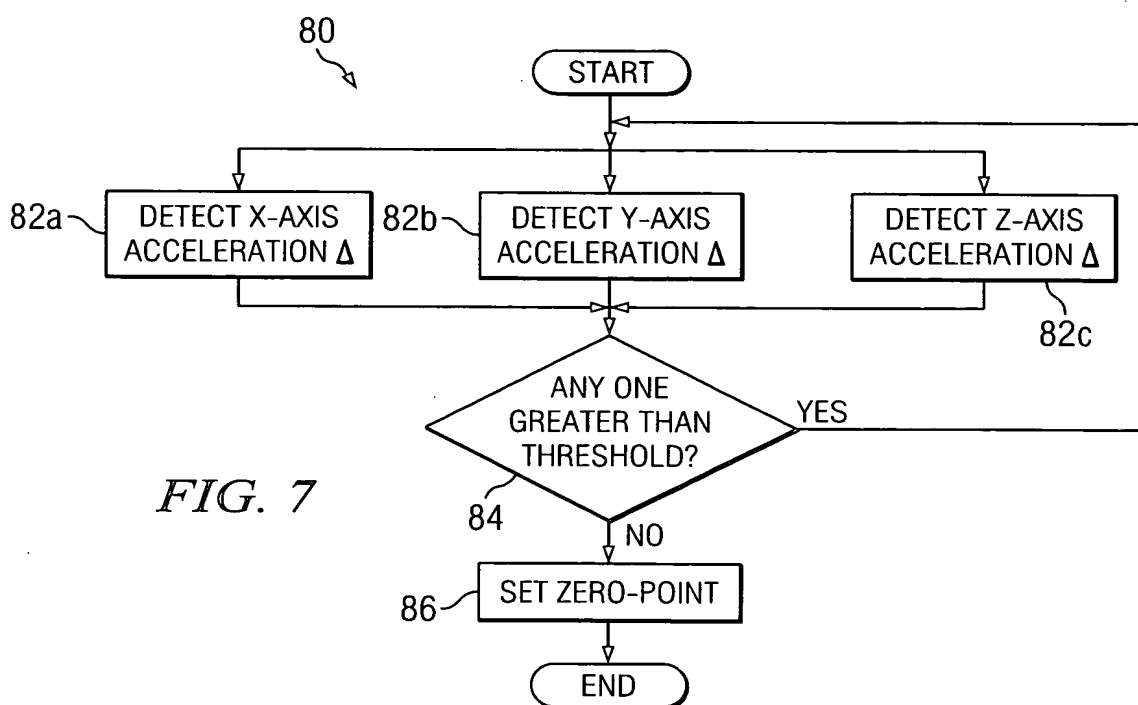 80
START
82a
DETECT X-AXIS
ACCELERATION Δ
82b
DETECT Y-AXIS
ACCELERATION Δ
DETECT Z-AXIS
ACCELERATION Δ
82c
ANY ONE
GREATER THAN
THRESHOLD?
YES
84
FIG. 7
NO
86
SET ZERO-POINT
END